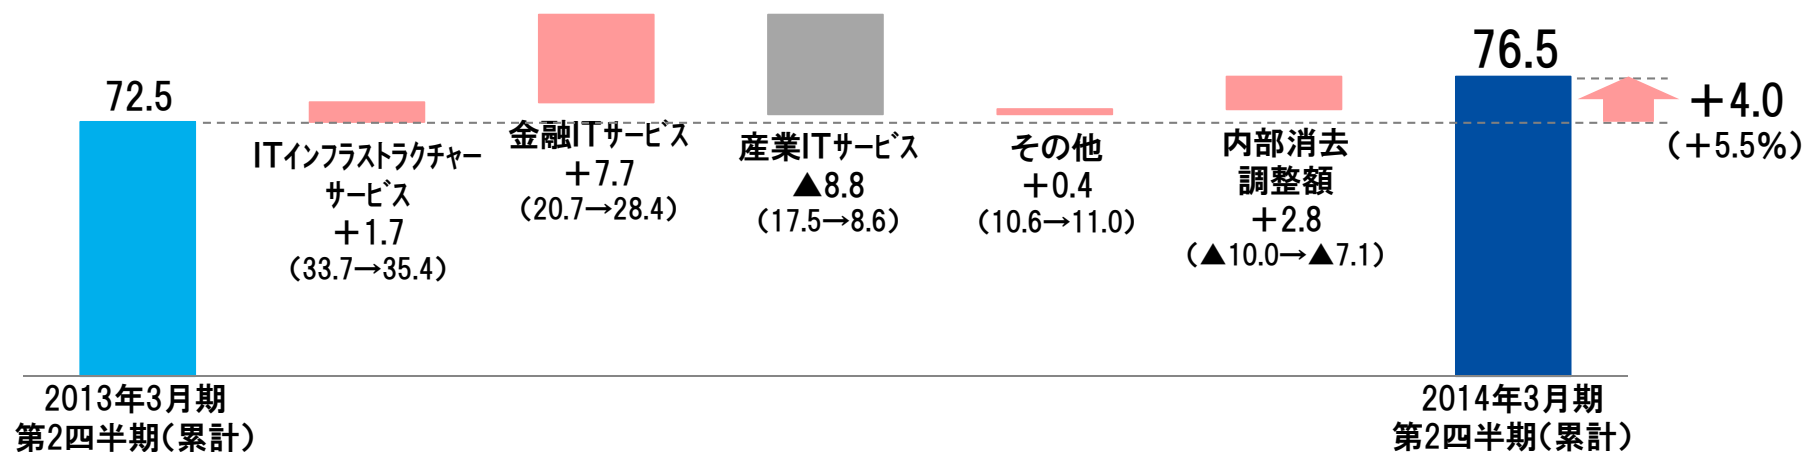 72.5
ITインフラストラクチャー
サービス
＋1.7
（33.7→35.4）
金融ITサービス
＋7.7
（20.7→28.4）
産業ITサービス
▲8.8
（17.5→8.6）
その他
＋0.4
（10.6→11.0）
内部消去
調整額
＋2.8
（▲10.0→▲7.1）
76.5
＋4.0
（＋5.5%）
2013年3月期
第2四半期（累計）
2014年3月期
第2四半期（累計）